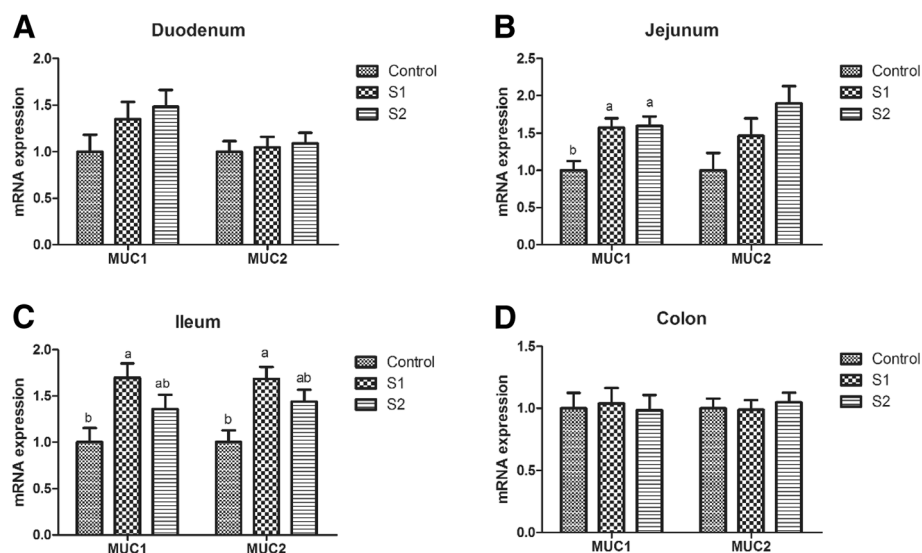 A
Duodenum
mRNA expression
2.0
1.5
1.0
0.5
0.0
MUC1 MUC2
Control
S1
S2
B
Jejunum
mRNA expression
2.5
2.0
1.5
1.0
0.5
0.0
b a a
MUC1 MUC2
Control
S1
S2
C
Ileum
mRNA expression
2.0
1.5
1.0
0.5
0.0
b a ab b a ab
MUC1 MUC2
Control
S1
S2
D
Colon
mRNA expression
1.5
1.0
0.5
0.0
MUC1 MUC2
Control
S1
S2